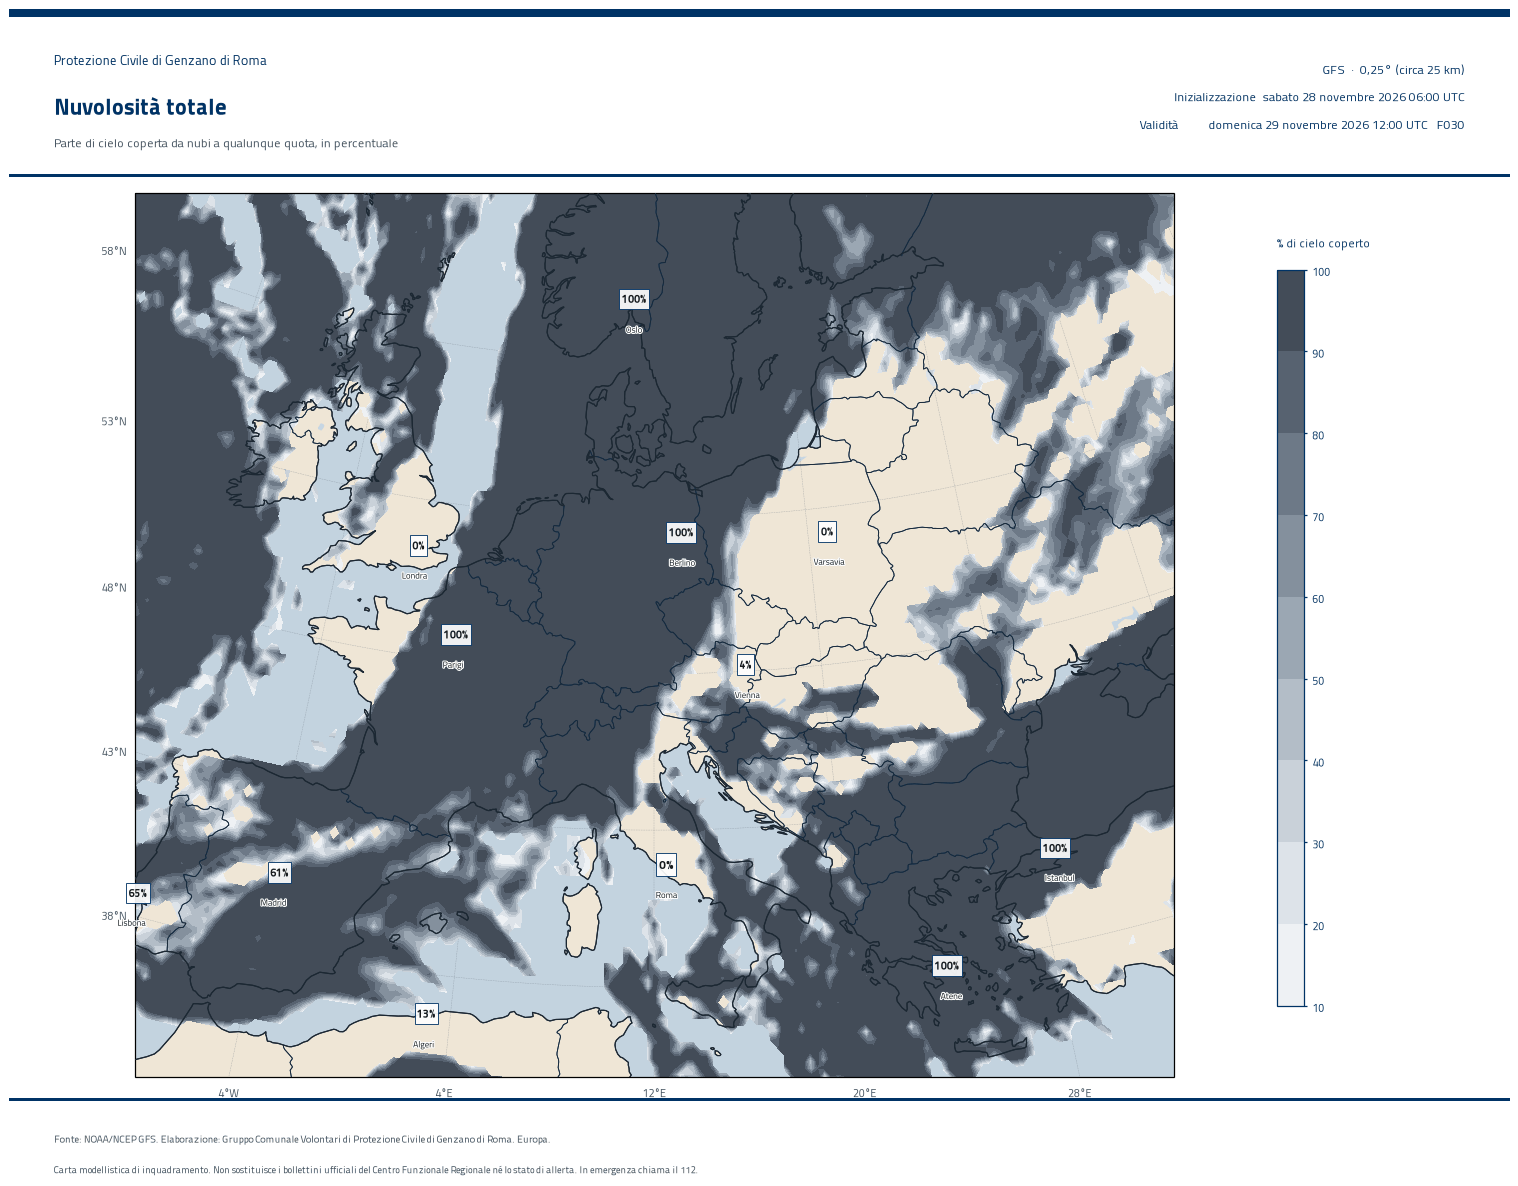 Protezione Civile di Genzano di Roma
Nuvolosità totale
Parte di cielo coperta da nubi a qualunque quota, in percentuale
GFS · 0,25° (circa 25 km)
Inizializzazione sabato 28 novembre 2026 06:00 UTC
Validità domenica 29 novembre 2026 12:00 UTC F030
% di cielo coperto
100
90
80
70
60
50
40
30
20
10
58°N
53°N
48°N
43°N
38°N
4°W
4°E
12°E
20°E
28°E
100%
Oslo
0%
Londra
100%
Berlino
0%
Varsavia
100%
Parigi
4%
Vienna
61%
Madrid
65%
Lisbona
0%
Roma
100%
Istanbul
100%
Atene
13%
Algeri
Fonte: NOAA/NCEP GFS. Elaborazione: Gruppo Comunale Volontari di Protezione Civile di Genzano di Roma. Europa.
Carta modellistica di inquadramento. Non sostituisce i bollettini ufficiali del Centro Funzionale Regionale né lo stato di allerta. In emergenza chiama il 112.